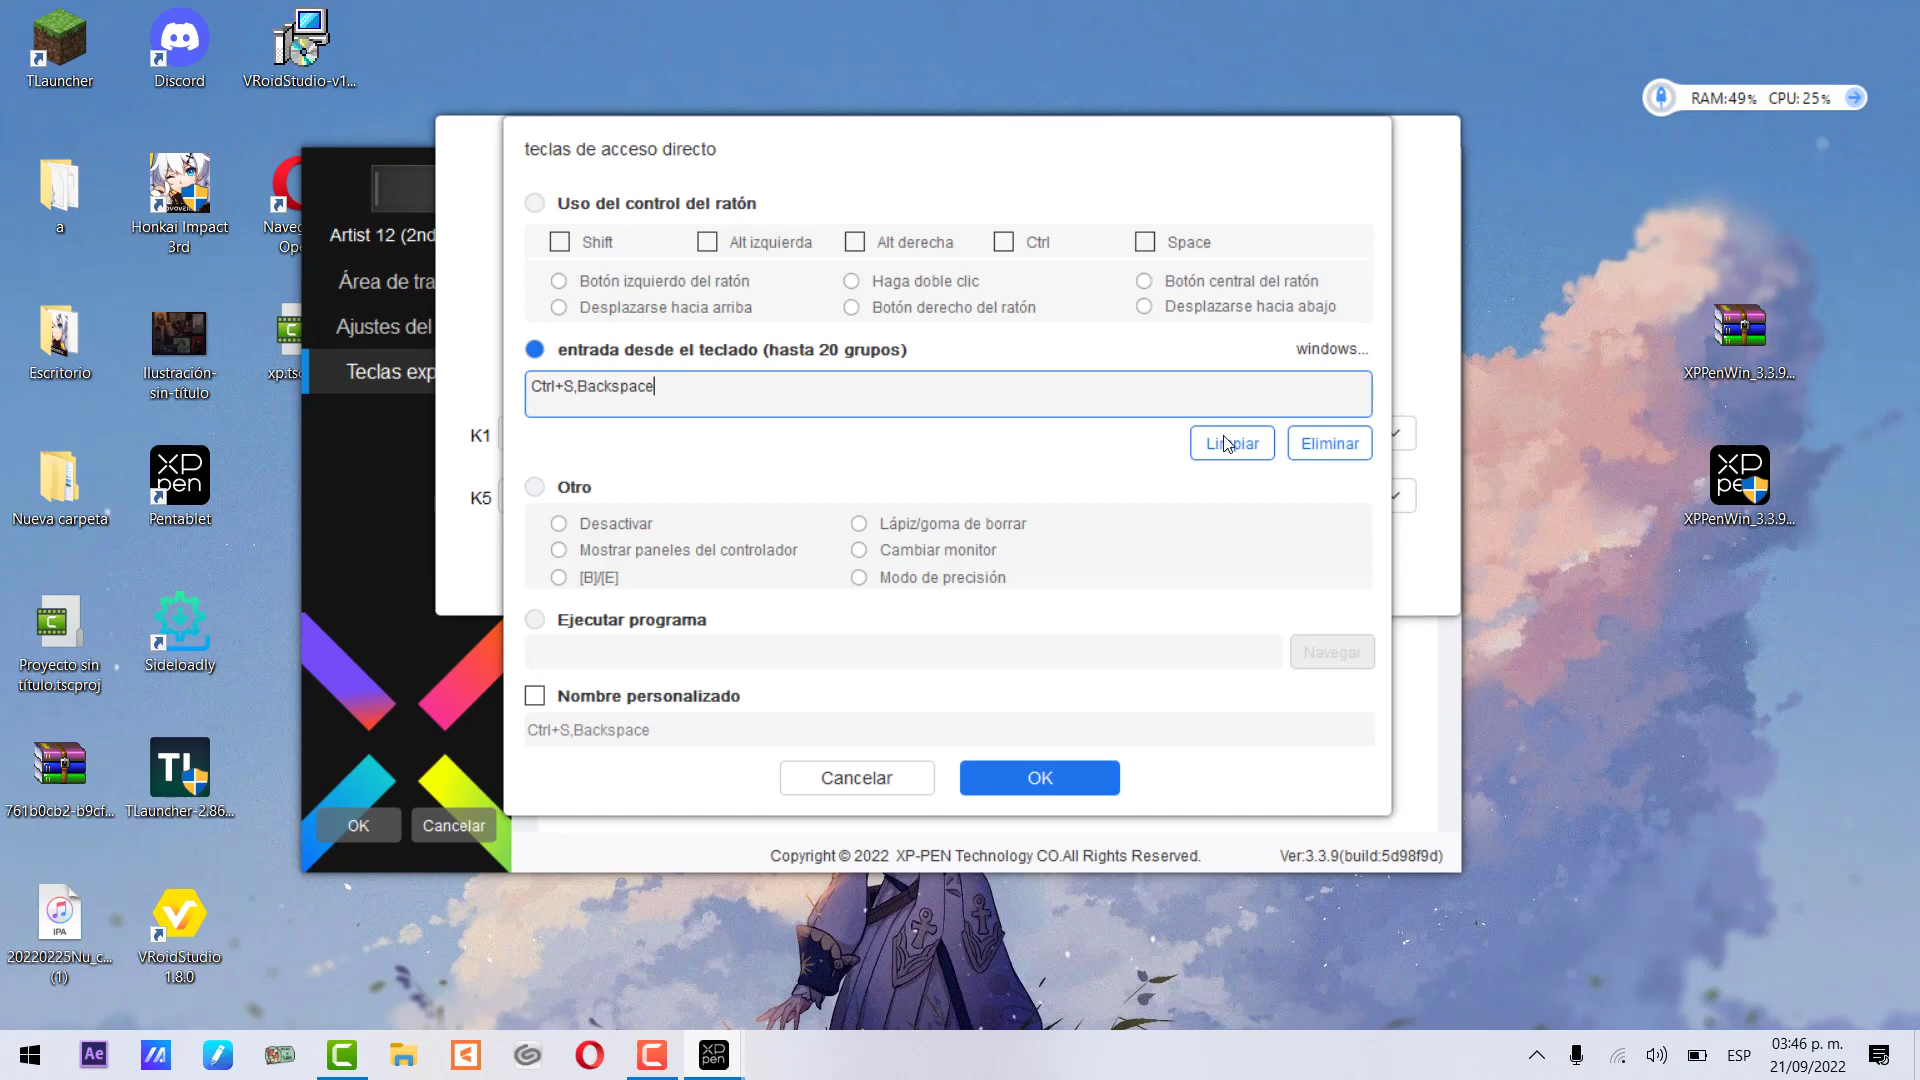 TLauncher
Discord
VRoidStudio-v1...
RAM:49% CPU:25%
a
Honkai Impact
3rd
Escritorio
Ilustración-
sin-título
Nueva carpeta
Pentablet
Proyecto sin
título.tscproj
Sideloadly
761b0cb2-b9cf...
TLauncher-2.86...
IPA
20220225Nu_c...
(1)
VRoidStudio
1.8.0
XPPenWin_3.3.9...
XPPenWin_3.3.9...
Artist 12 (2nd
Área de tra
Ajustes del
Teclas exp
OK
Cancelar
K1
K5
teclas de acceso directo
Uso del control del ratón
Shift
Alt izquierda
Alt derecha
Ctrl
Space
Botón izquierdo del ratón
Haga doble clic
Botón central del ratón
Desplazarse hacia arriba
Botón derecho del ratón
Desplazarse hacia abajo
entrada desde el teclado (hasta 20 grupos)
windows...
Ctrl+S,Backspace
Limpiar
Eliminar
Otro
Desactivar
Lápiz/goma de borrar
Mostrar paneles del controlador
Cambiar monitor
[B]/[E]
Modo de precisión
Ejecutar programa
Navegar
Nombre personalizado
Ctrl+S,Backspace
Cancelar
OK
Copyright © 2022 XP-PEN Technology CO.All Rights Reserved.
Ver:3.3.9(build:5d98f9d)
Ae
XP
pen
ESP
03:46 p. m.
21/09/2022